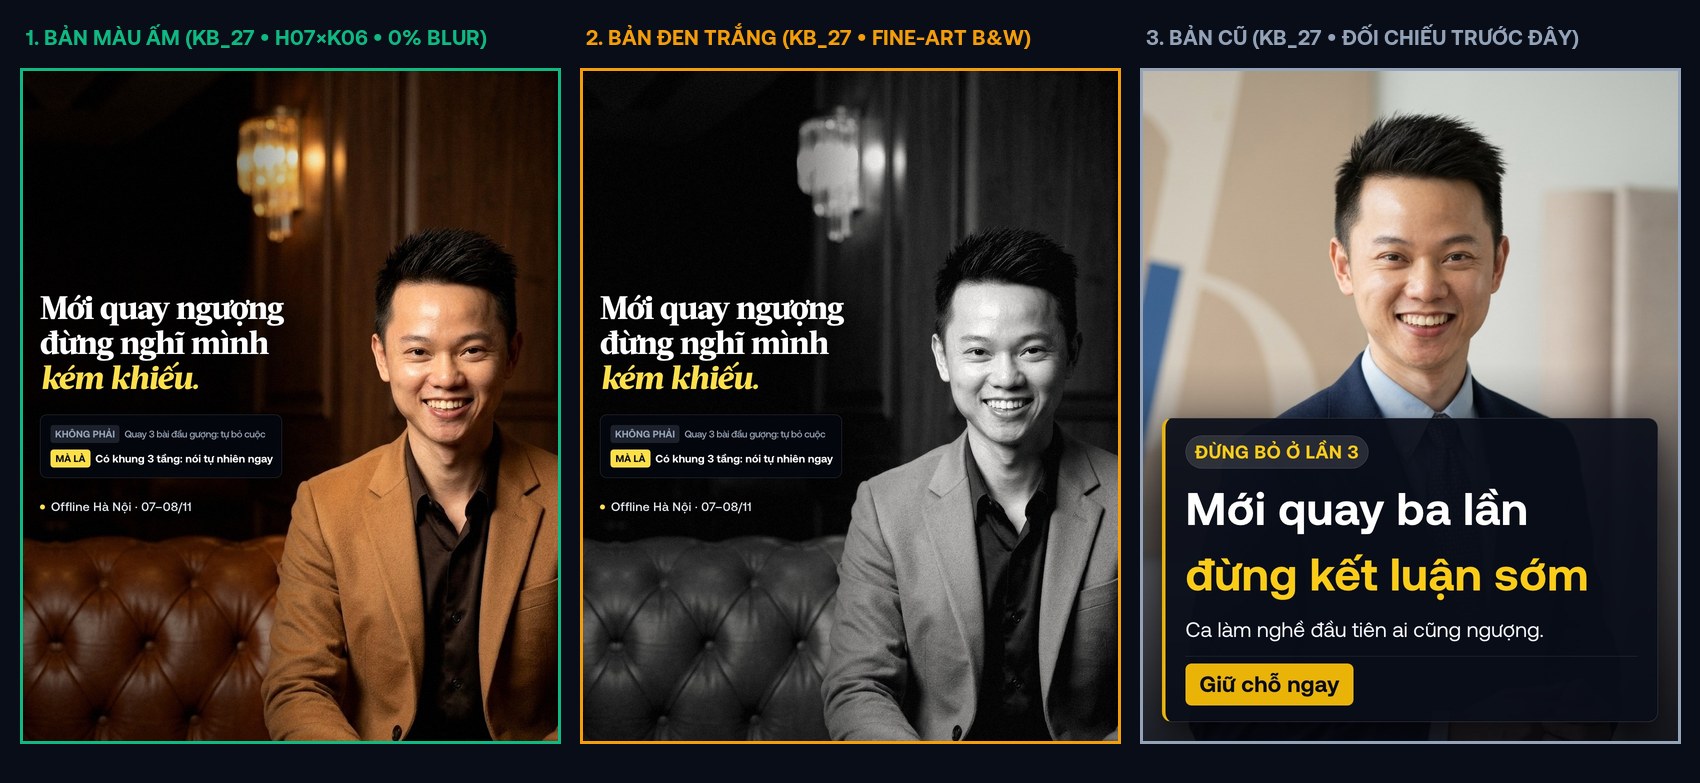 1. BẢN MÀU ẤM (KB_27 • H07×K06 • 0% BLUR)
Mới quay ngượng
đừng nghĩ mình
kém khiếu.
KHÔNG PHẢI Quay 3 bài đầu gượng: tự bỏ cuộc
MÀ LÀ Có khung 3 tầng: nói tự nhiên ngay
• Offline Hà Nội · 07–08/11
2. BẢN ĐEN TRẮNG (KB_27 • FINE-ART B&W)
Mới quay ngượng
đừng nghĩ mình
kém khiếu.
KHÔNG PHẢI Quay 3 bài đầu gượng: tự bỏ cuộc
MÀ LÀ Có khung 3 tầng: nói tự nhiên ngay
• Offline Hà Nội · 07–08/11
3. BẢN CŨ (KB_27 • ĐỐI CHIẾU TRƯỚC ĐÂY)
ĐỪNG BỎ Ở LẦN 3
Mới quay ba lần
đừng kết luận sớm
Ca làm nghề đầu tiên ai cũng ngượng.
Giữ chỗ ngay